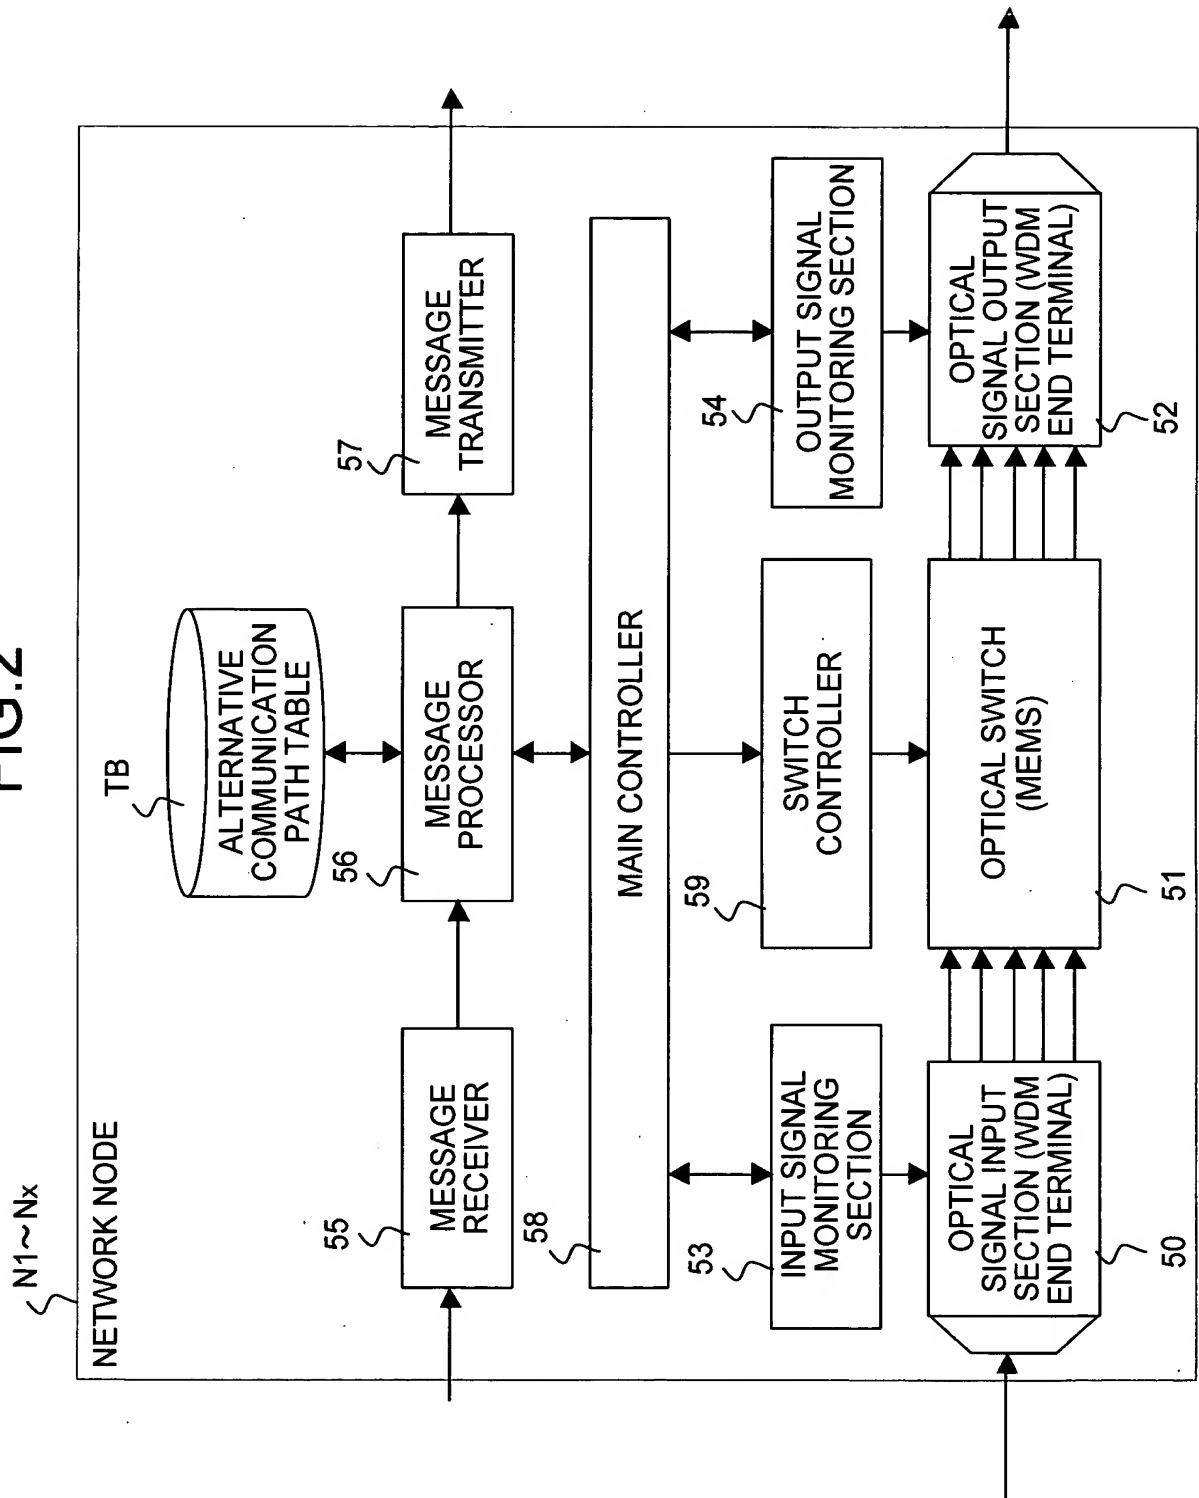 FIG.2
N1~Nx
NETWORK NODE
TB
ALTERNATIVE
COMMUNICATION
PATH TABLE
55
MESSAGE
RECEIVER
56
MESSAGE
PROCESSOR
57
MESSAGE
TRANSMITTER
58
MAIN CONTROLLER
53
INPUT SIGNAL
MONITORING
SECTION
59
SWITCH
CONTROLLER
54
OUTPUT SIGNAL
MONITORING SECTION
OPTICAL
SIGNAL INPUT
SECTION (WDM
END TERMINAL)
50
OPTICAL SWITCH
(MEMS)
51
OPTICAL
SIGNAL OUTPUT
SECTION (WDM
END TERMINAL)
52